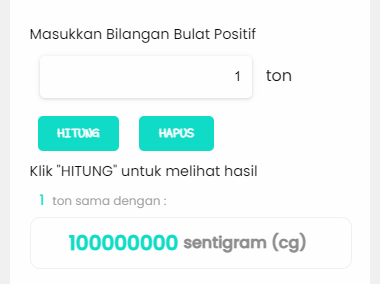 Masukkan Bilangan Bulat Positif
1 ton
HITUNG HAPUS
Klik "HITUNG" untuk melihat hasil
1 ton sama dengan :
100000000 sentigram (cg)